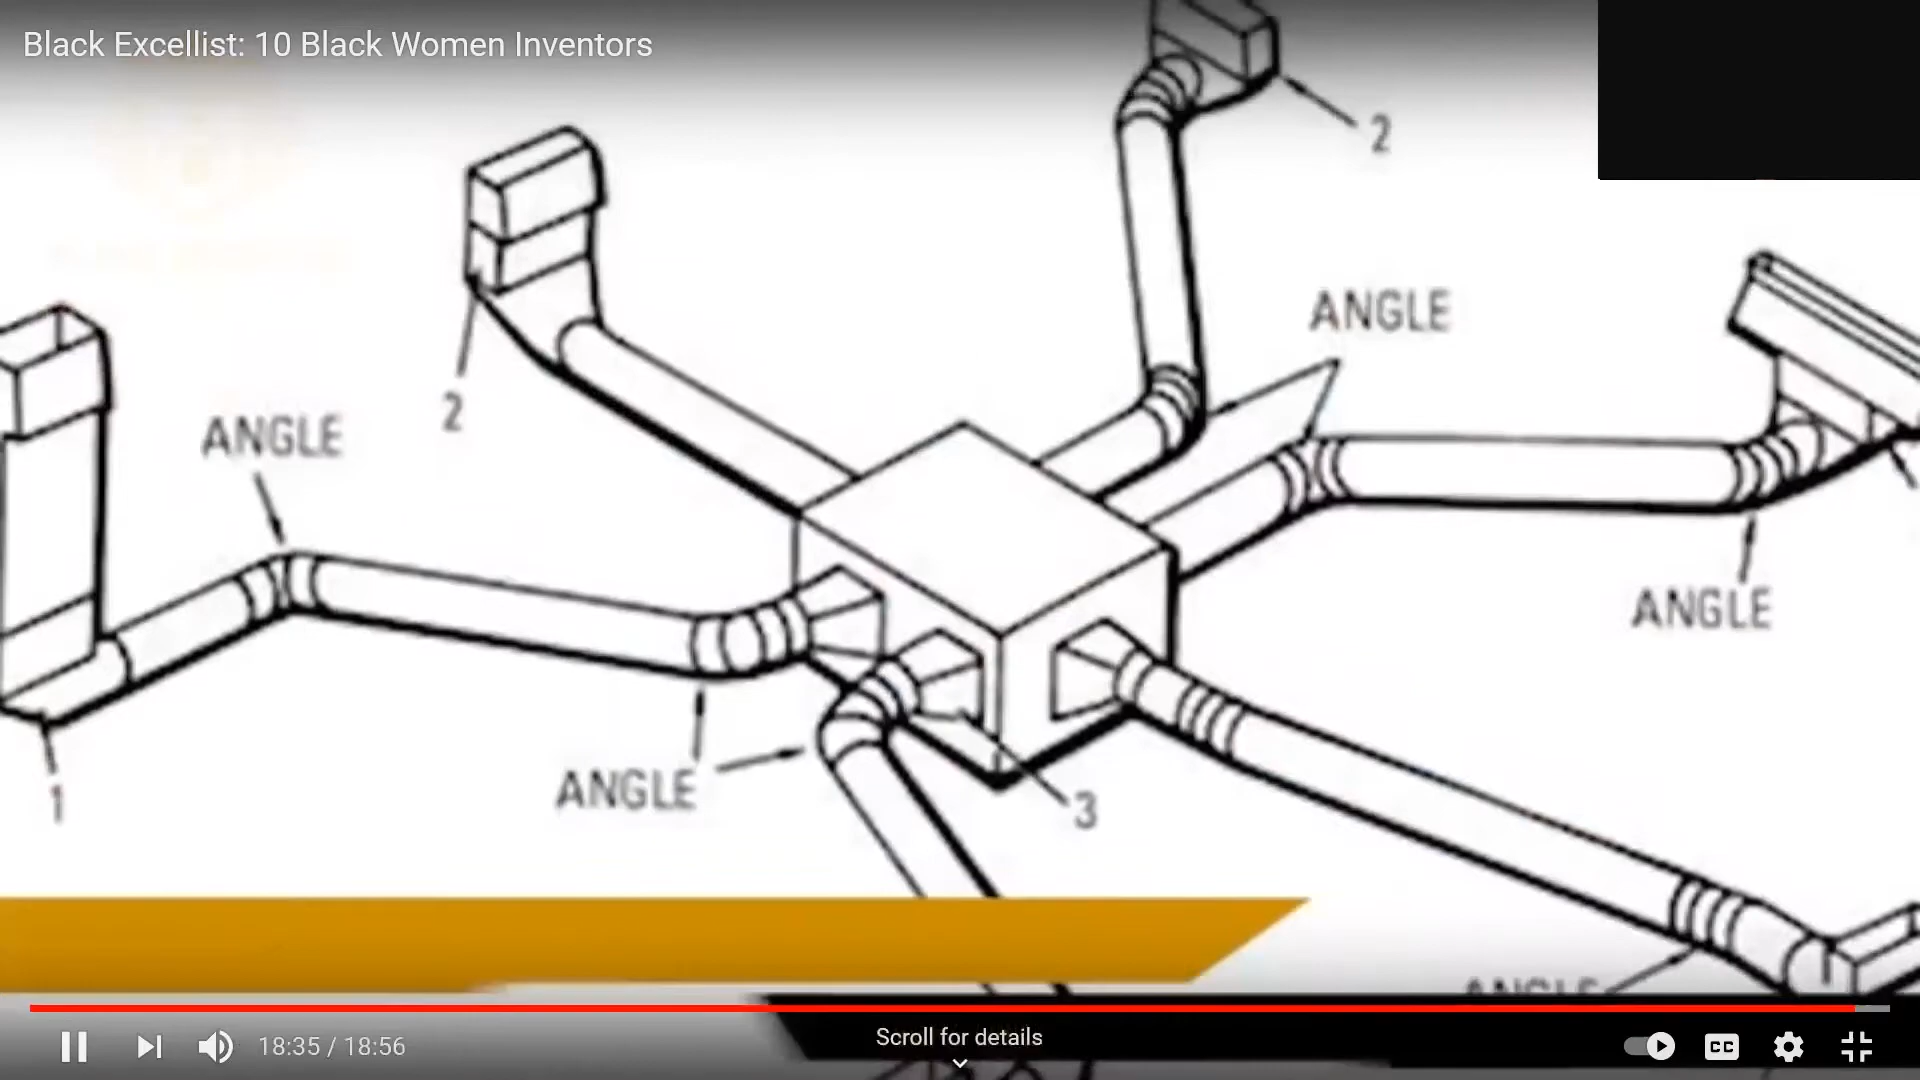 Black Excellist: 10 Black Women Inventors
2
ANGLE
2
ANGLE
ANGLE
ANGLE
3
1
ANGLE
18:35 / 18:56
Scroll for details
CC